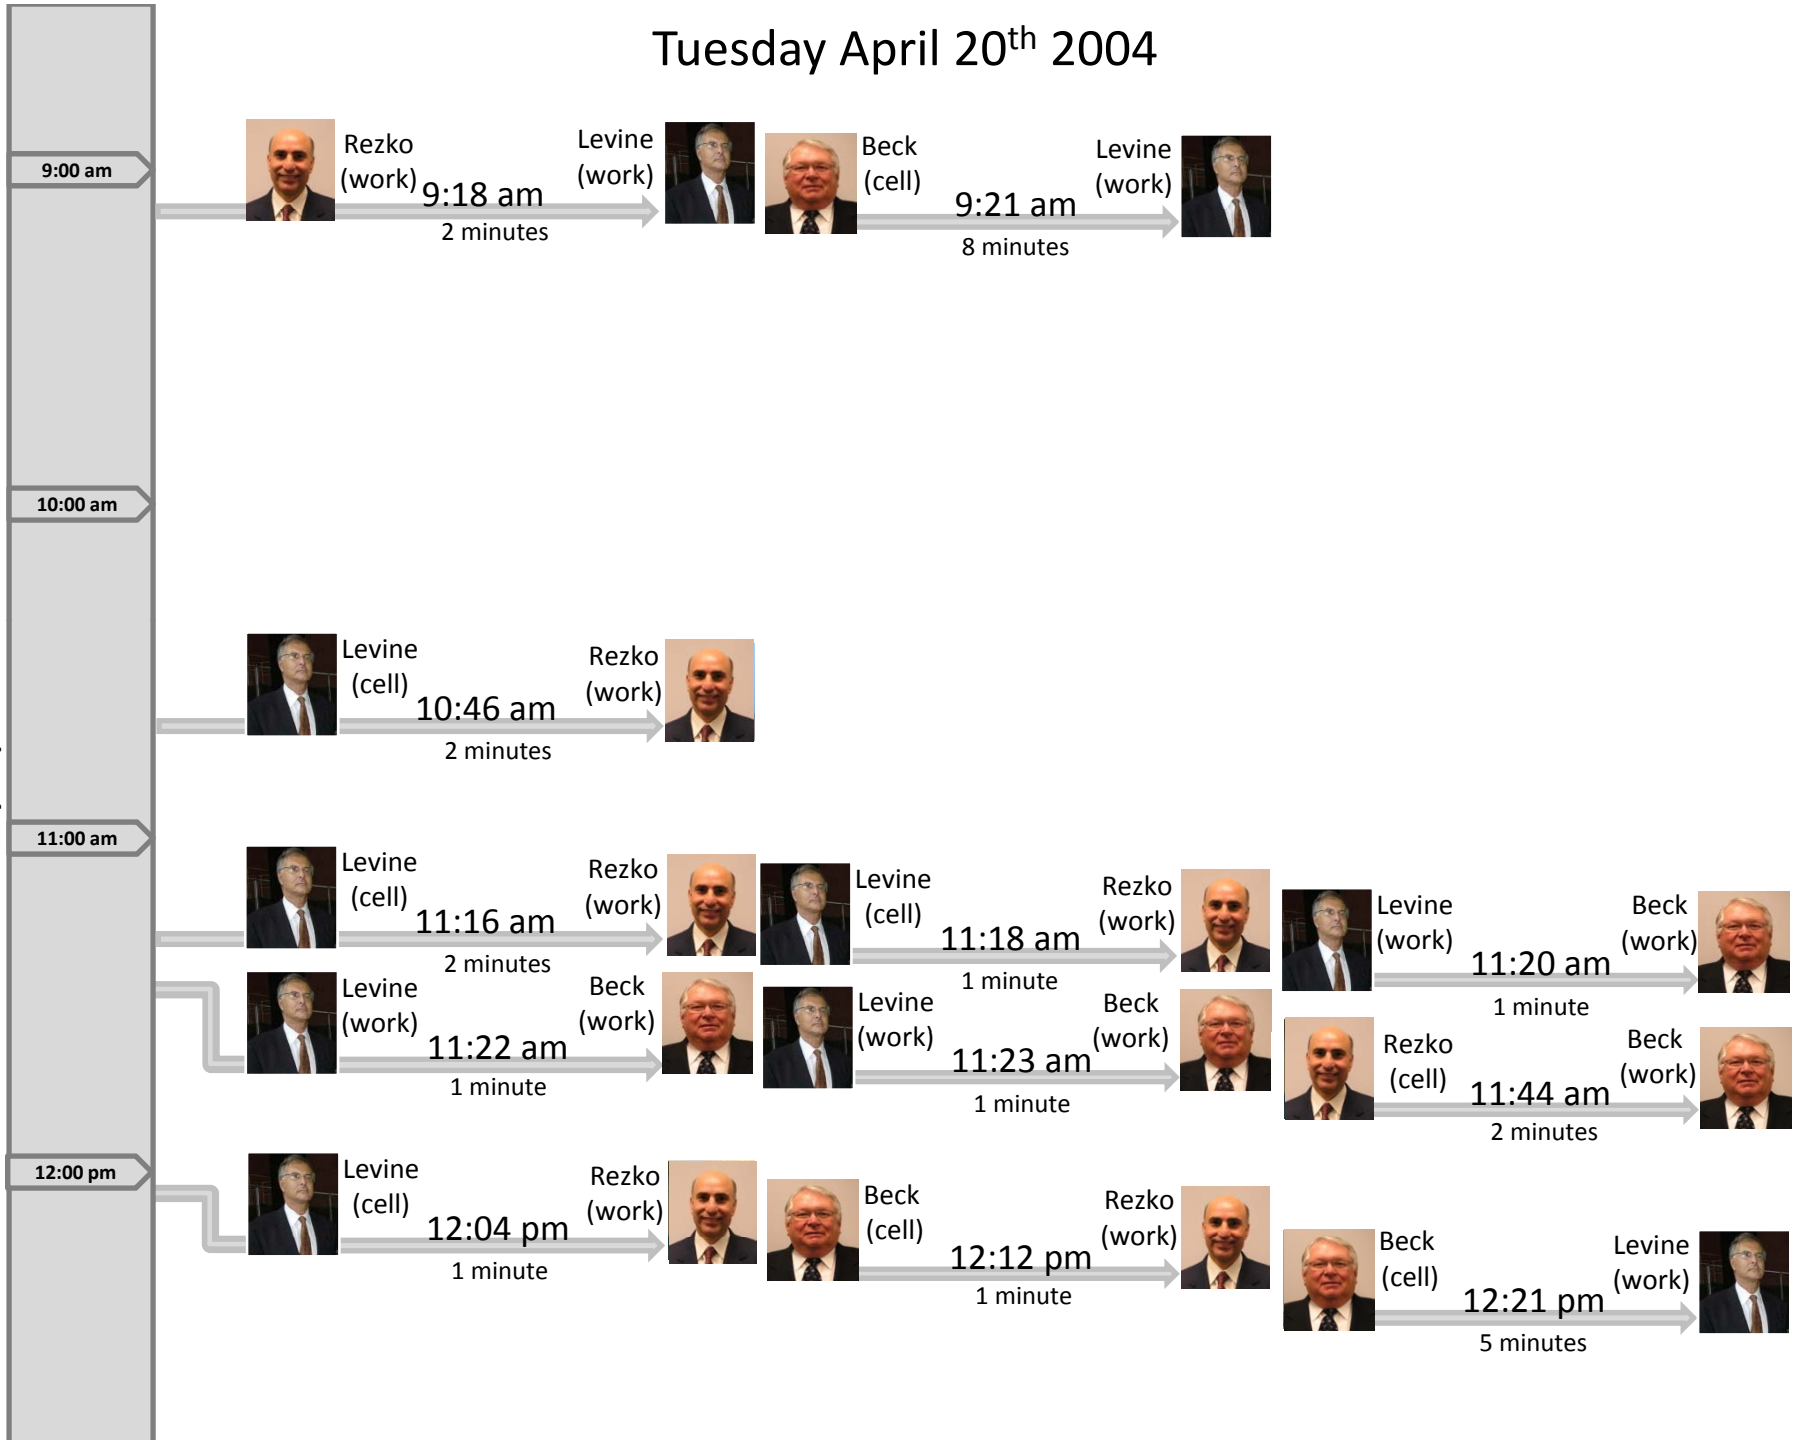 Tuesday April 20th 2004
9:00 am
Rezko
(work)
9:18 am
2 minutes
Levine
(work)
Beck
(cell)
9:21 am
8 minutes
Levine
(work)
10:00 am
Levine
(cell)
10:46 am
2 minutes
Rezko
(work)
11:00 am
Levine
(cell)
11:16 am
2 minutes
Rezko
(work)
Levine
(cell)
11:18 am
1 minute
Rezko
(work)
Levine
(work)
11:20 am
1 minute
Beck
(work)
Levine
(work)
11:22 am
1 minute
Beck
(work)
Levine
(work)
11:23 am
1 minute
Beck
(work)
Rezko
(cell)
11:44 am
2 minutes
Beck
(work)
12:00 pm
Levine
(cell)
12:04 pm
1 minute
Rezko
(work)
Beck
(cell)
12:12 pm
1 minute
Rezko
(work)
Beck
(cell)
12:21 pm
5 minutes
Levine
(work)